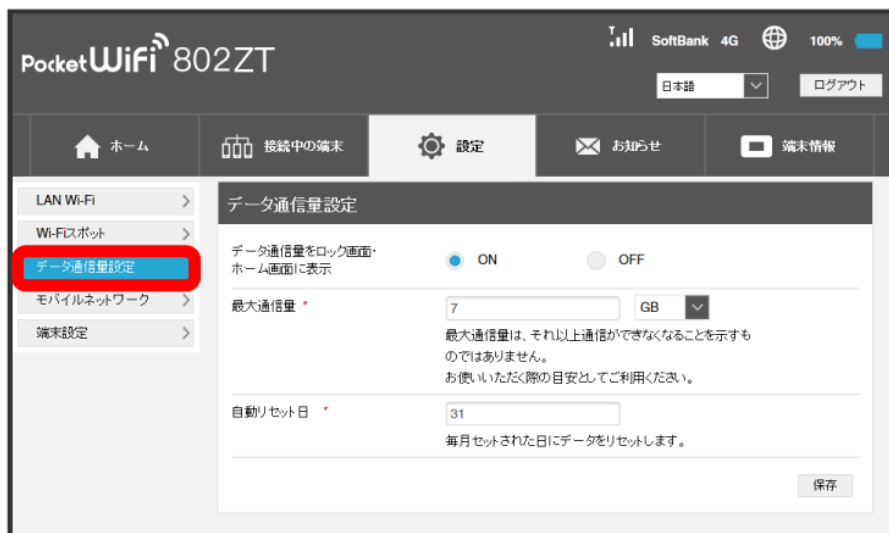 Pocket WiFi 802ZT
SoftBank 4G 100%
日本語
ログアウト
ホーム
接続中の端末
設定
お知らせ
端末情報
LAN Wi-Fi
Wi-Fiスポット
データ通信量設定
モバイルネットワーク
端末設定
データ通信量設定
データ通信量をロック画面・
ホーム画面に表示
ON
OFF
最大通信量 *
7
GB
最大通信量は、それ以上通信ができなくなることを示すも
のではありません。
お使いいただく際の目安としてご利用ください。
自動リセット日 *
31
毎月セットされた日にデータをリセットします。
保存